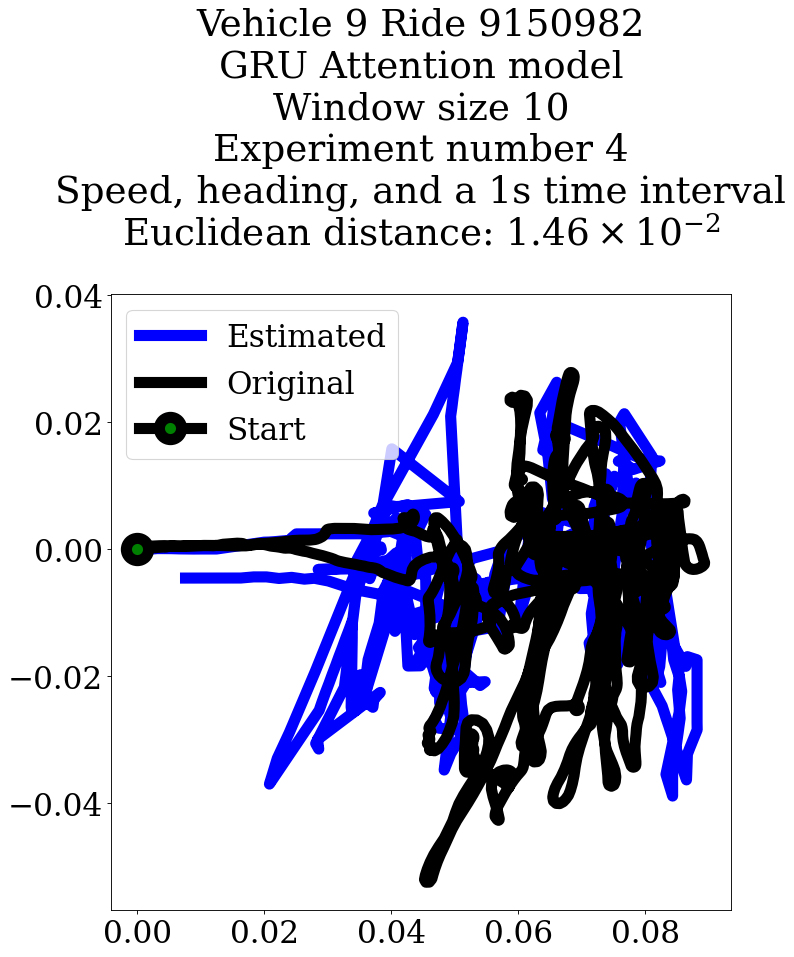 Vehicle 9 Ride 9150982
GRU Attention model
Window size 10
Experiment number 4
Speed, heading, and a 1s time interval
Euclidean distance: 1.46 × 10⁻²
0.04
0.02
0.00
−0.02
−0.04
Estimated
Original
Start
0.00 0.02 0.04 0.06 0.08